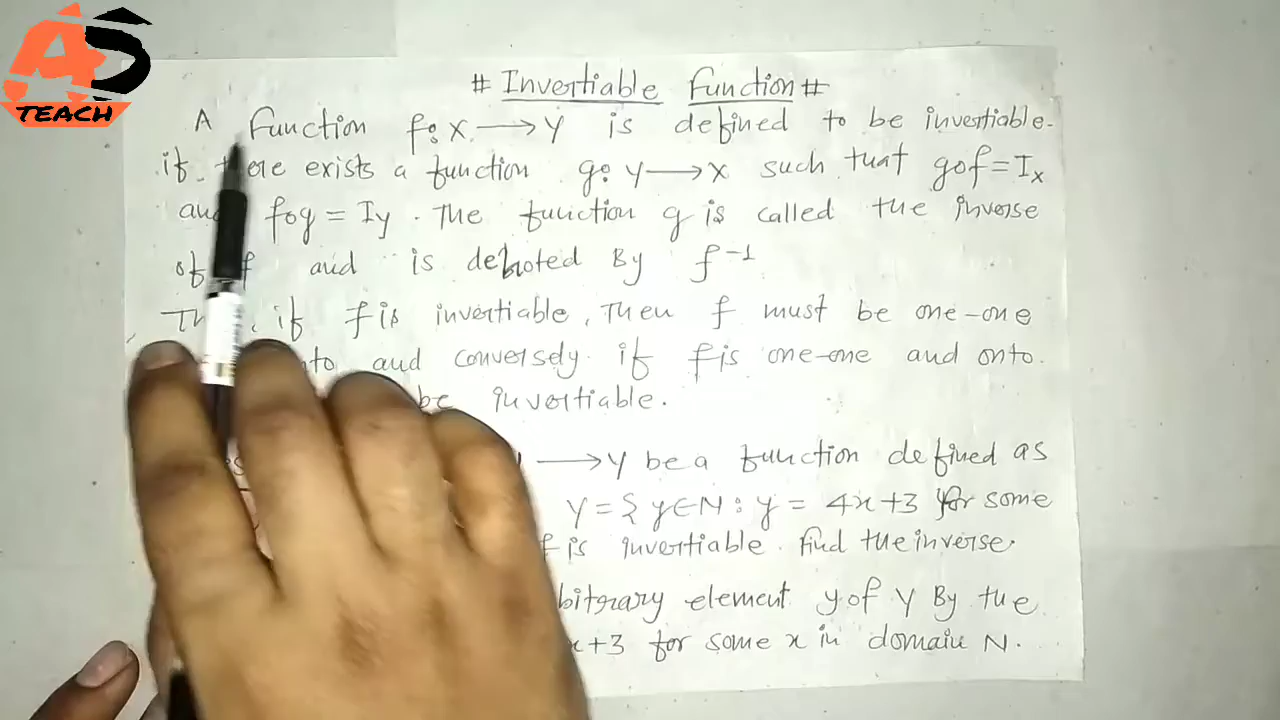 AS
TEACH
# Invertiable Function #
A Function f: X → Y is defined to be invertiable.
if there exists a function g: Y → X such that gof = Ix
and fog = Iy. The function g is called the inverse
of f and is denoted By f⁻¹
if f is invertiable, Then f must be one-one
and conversely. if f is one-one and onto.
be invertiable.
→ Y be a function defined as
Y = { y ∈ N : y = 4x + 3 for some
f is invertiable. Find the inverse.
element y of Y By the
x + 3 for some x in domain N.